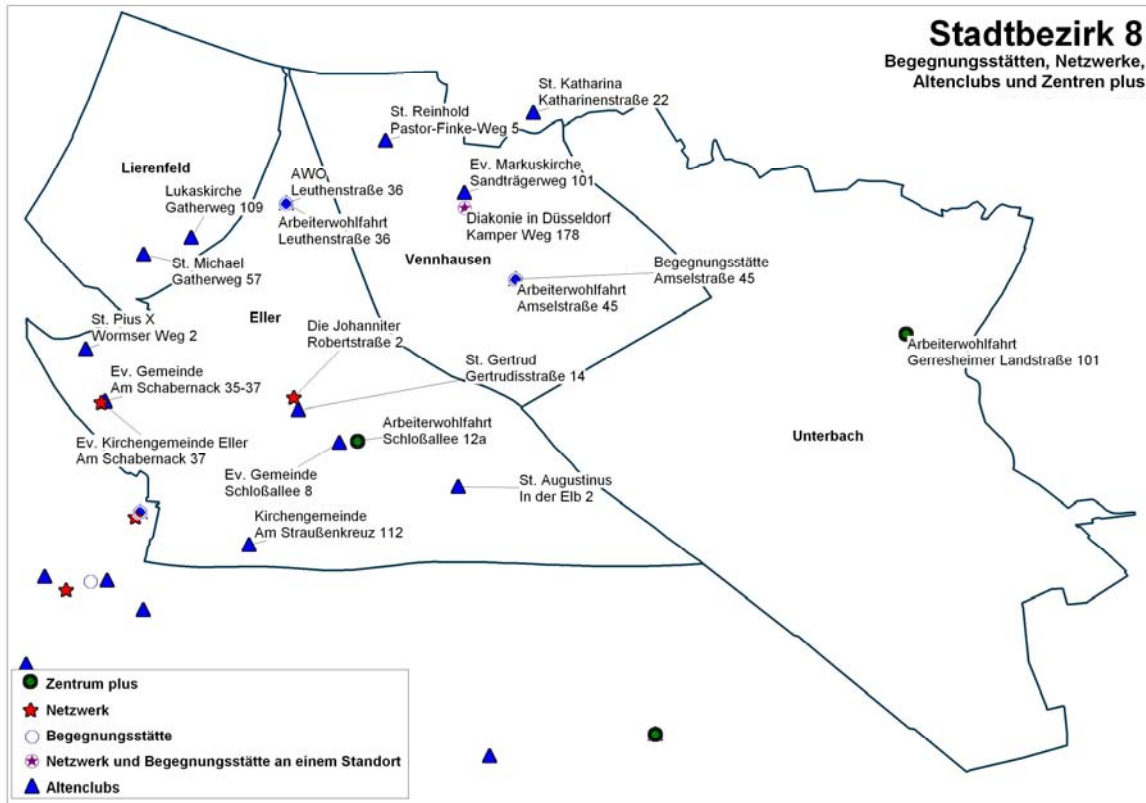 Stadtbezirk 8
Begegnungsstätten, Netzwerke,
Altenclubs und Zentren plus
St. Katharina
Katharinenstraße 22
St. Reinhold
Pastor-Finke-Weg 5
Lierenfeld
AWO
Leuthenstraße 36
Ev. Markuskirche
Sandträgerweg 101
Lukaskirche
Gatherweg 109
Arbeiterwohlfahrt
Leuthenstraße 36
Diakonie in Düsseldorf
Kamper Weg 178
St. Michael
Gatherweg 57
Vennhausen
Begegnungsstätte
Amselstraße 45
Arbeiterwohlfahrt
Amselstraße 45
St. Pius X
Wormser Weg 2
Eller
Die Johanniter
Robertstraße 2
Arbeiterwohlfahrt
Gerresheimer Landstraße 101
Ev. Gemeinde
Am Schabernack 35-37
St. Gertrud
Gertrudisstraße 14
Ev. Kirchengemeinde Eller
Am Schabernack 37
Arbeiterwohlfahrt
Schloßallee 12a
Unterbach
Ev. Gemeinde
Schloßallee 8
St. Augustinus
In der Elb 2
Kirchengemeinde
Am Straußenkreuz 112
Zentrum plus
Netzwerk
Begegnungsstätte
Netzwerk und Begegnungsstätte an einem Standort
Altenclubs